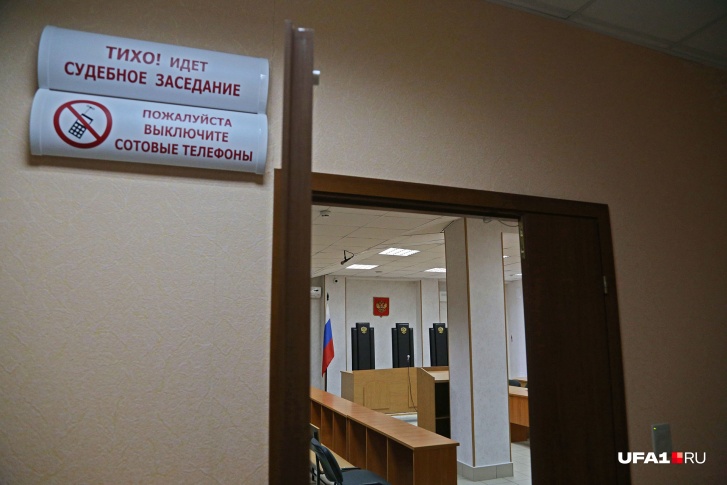 ТИХО! ИДЕТ
СУДЕБНОЕ ЗАСЕДАНИЕ
ПОЖАЛУЙСТА
ВЫКЛЮЧИТЕ
СОТОВЫЕ ТЕЛЕФОНЫ
UFA1.RU